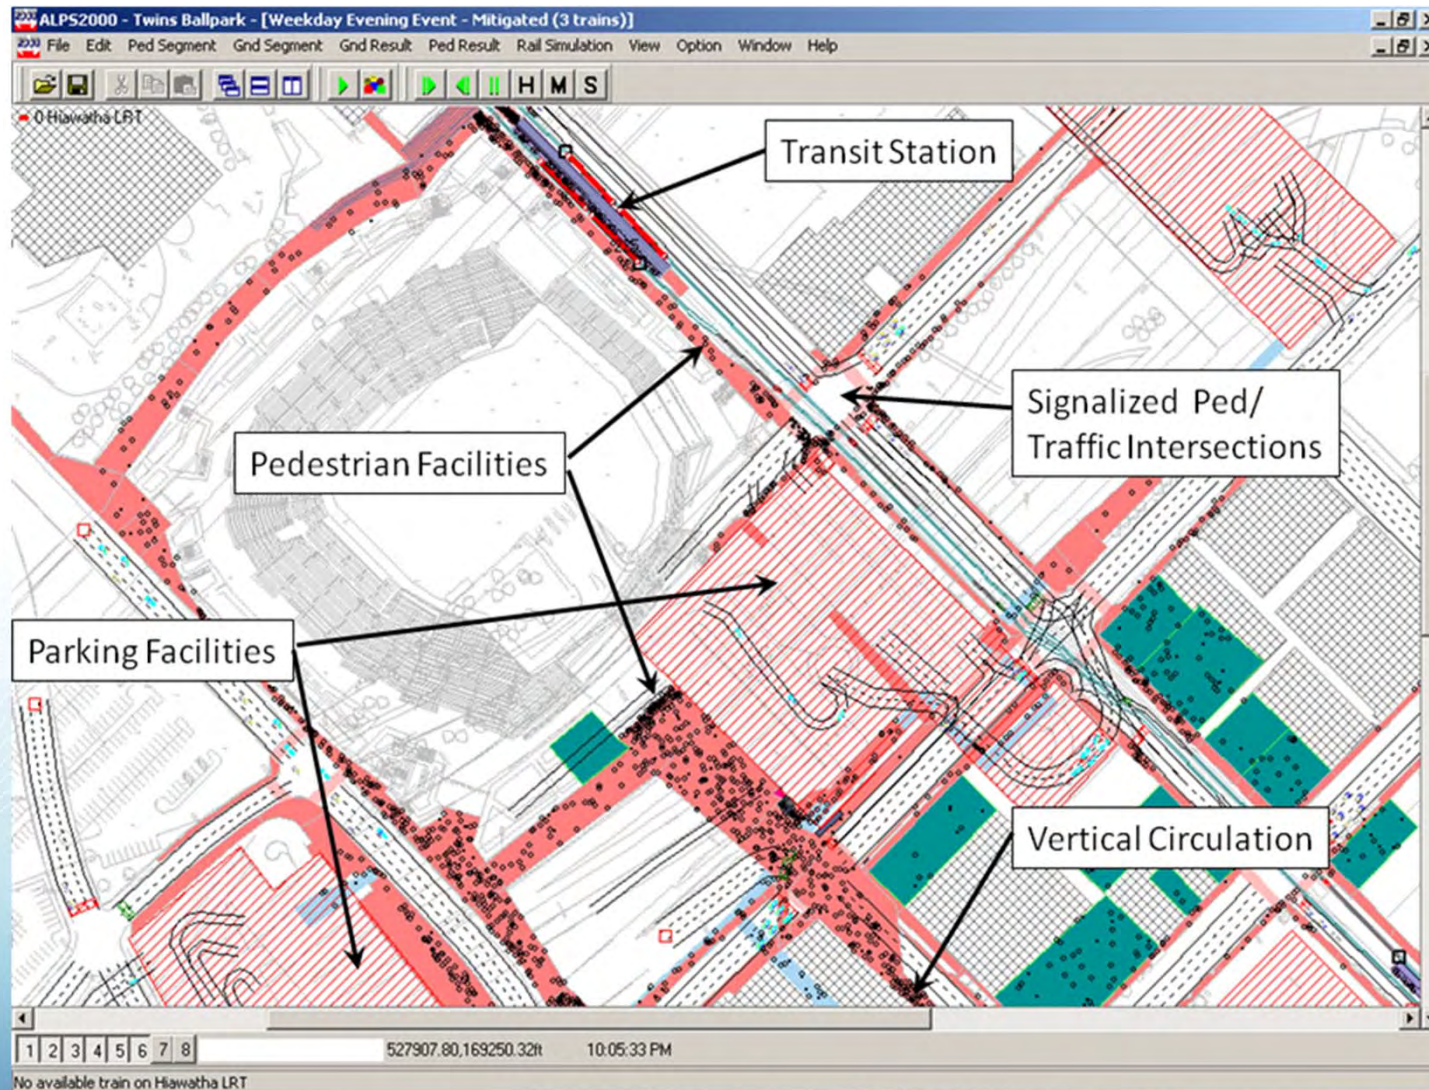 ALPS2000 - Twins Ballpark - [Weekday Evening Event - Mitigated (3 trains)]
File Edit Ped Segment Gnd Segment Gnd Result Ped Result Rail Simulation View Option Window Help
H M S
0 Hiawatha LRT
Transit Station
Signalized Ped/
Traffic Intersections
Pedestrian Facilities
Parking Facilities
Vertical Circulation
1 2 3 4 5 6 7 8 527907.80,169250.32ft 10:05:33 PM
No available train on Hiawatha LRT